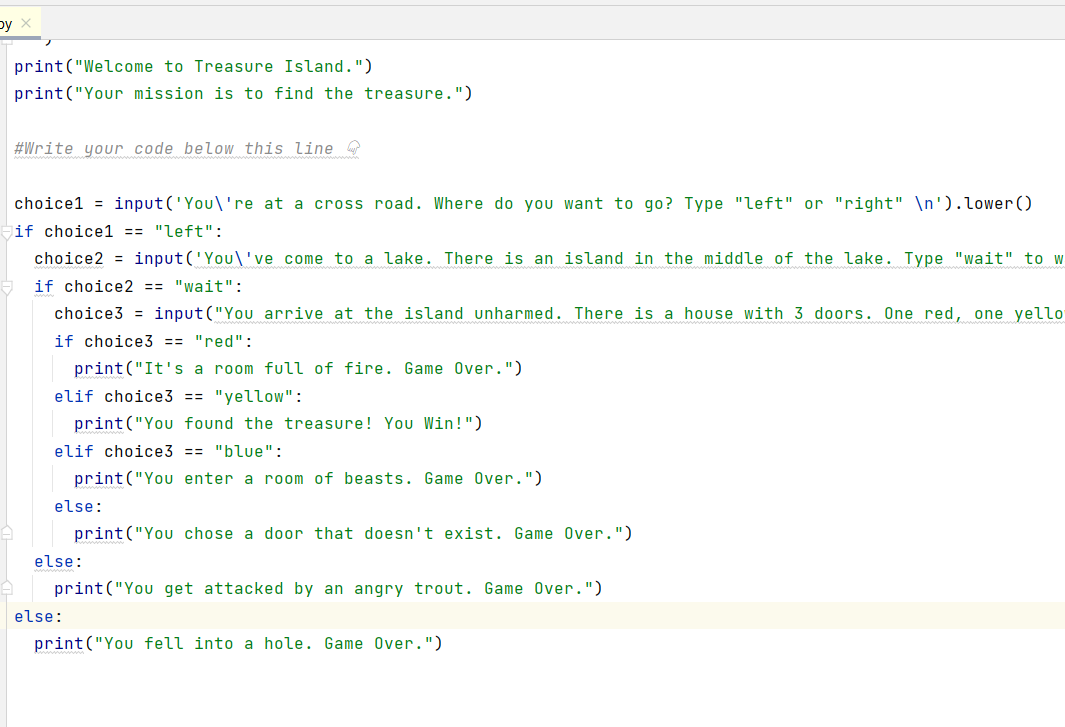 py
print("Welcome to Treasure Island.")
print("Your mission is to find the treasure.")
#Write your code below this line 👇
choice1 = input('You\'re at a cross road. Where do you want to go? Type "left" or "right" \n').lower()
if choice1 == "left":
  choice2 = input('You\'ve come to a lake. There is an island in the middle of the lake. Type "wait" to w
  if choice2 == "wait":
    choice3 = input("You arrive at the island unharmed. There is a house with 3 doors. One red, one yello
    if choice3 == "red":
      print("It's a room full of fire. Game Over.")
    elif choice3 == "yellow":
      print("You found the treasure! You Win!")
    elif choice3 == "blue":
      print("You enter a room of beasts. Game Over.")
    else:
      print("You chose a door that doesn't exist. Game Over.")
  else:
    print("You get attacked by an angry trout. Game Over.")
else:
  print("You fell into a hole. Game Over.")